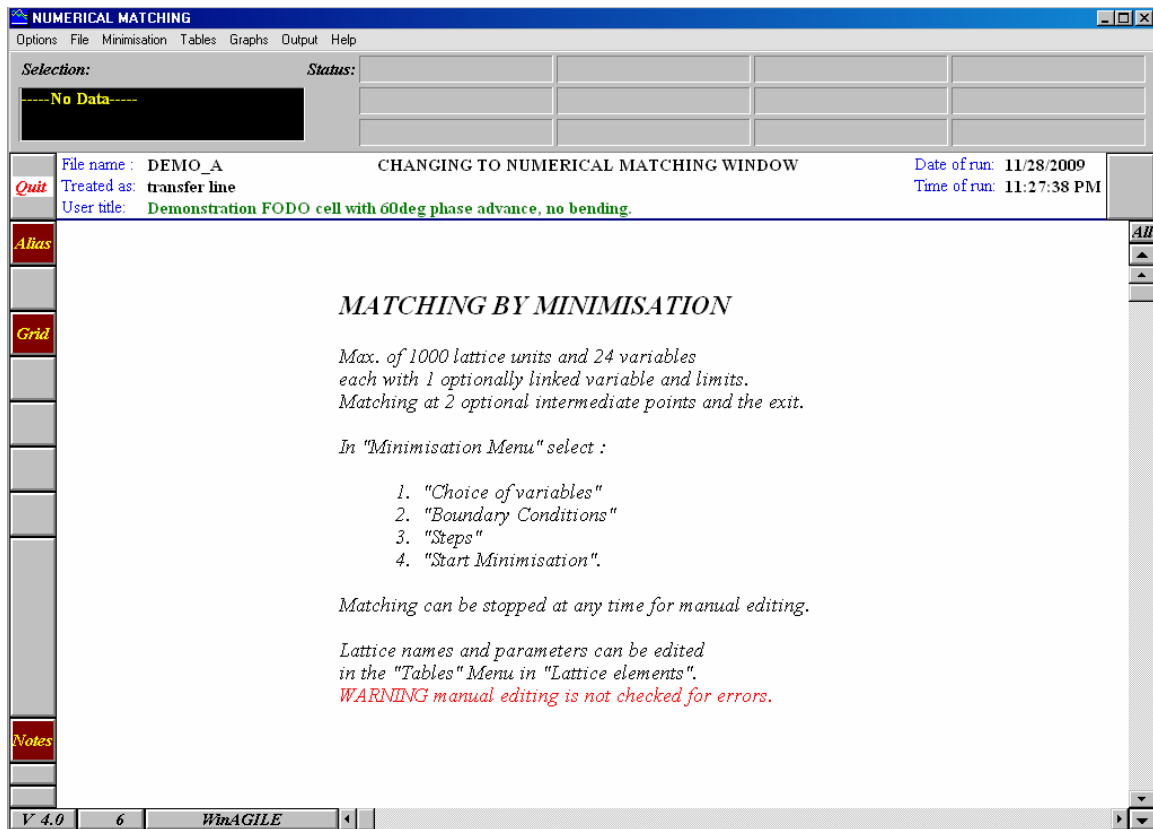 NUMERICAL MATCHING
Options File Minimisation Tables Graphs Output Help
Selection: Status:
-----No Data-----
File name : DEMO_A CHANGING TO NUMERICAL MATCHING WINDOW Date of run: 11/28/2009
Quit Treated as: transfer line Time of run: 11:27:38 PM
User title: Demonstration FODO cell with 60deg phase advance, no bending.
Alias
All
Grid
MATCHING BY MINIMISATION
Max. of 1000 lattice units and 24 variables
each with 1 optionally linked variable and limits.
Matching at 2 optional intermediate points and the exit.
In "Minimisation Menu" select :
1. "Choice of variables"
2. "Boundary Conditions"
3. "Steps"
4. "Start Minimisation".
Matching can be stopped at any time for manual editing.
Lattice names and parameters can be edited
in the "Tables" Menu in "Lattice elements".
WARNING manual editing is not checked for errors.
Notes
V 4.0 6 WinAGILE